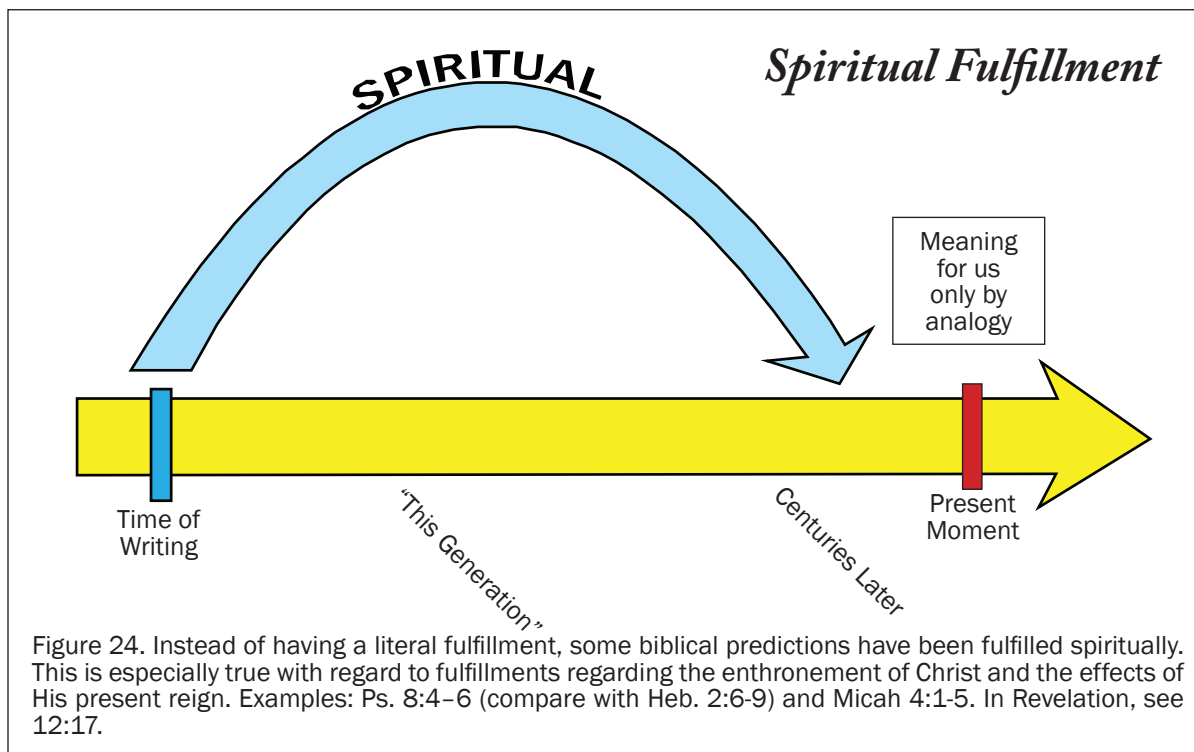 Spiritual Fulfillment
SPIRITUAL
Meaning
for us
only by
analogy
Time of
Writing
"This Generation"
Centuries Later
Present
Moment
Figure 24. Instead of having a literal fulfillment, some biblical predictions have been fulfilled spiritually.
This is especially true with regard to fulfillments regarding the enthronement of Christ and the effects of
His present reign. Examples: Ps. 8:4–6 (compare with Heb. 2:6-9) and Micah 4:1-5. In Revelation, see
12:17.